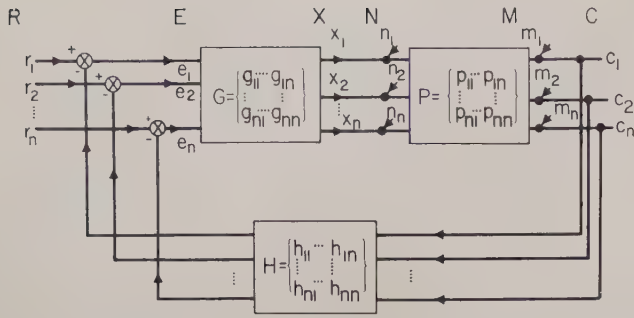 R E X N M C
r₁ + - e₁ x₁ n₁ m₁ c₁
r₂ + - e₂ x₂ n₂ m₂ c₂
⋮ ⋮
rₙ + - eₙ xₙ nₙ mₙ cₙ
G = { g₁₁ ⋯ g₁ₙ
⋮ ⋮
gₙ₁ ⋯ gₙₙ }
P = { p₁₁ ⋯ p₁ₙ
⋮ ⋮
pₙ₁ ⋯ pₙₙ }
H = { h₁₁ ⋯ h₁ₙ
⋮ ⋮
hₙ₁ ⋯ hₙₙ }